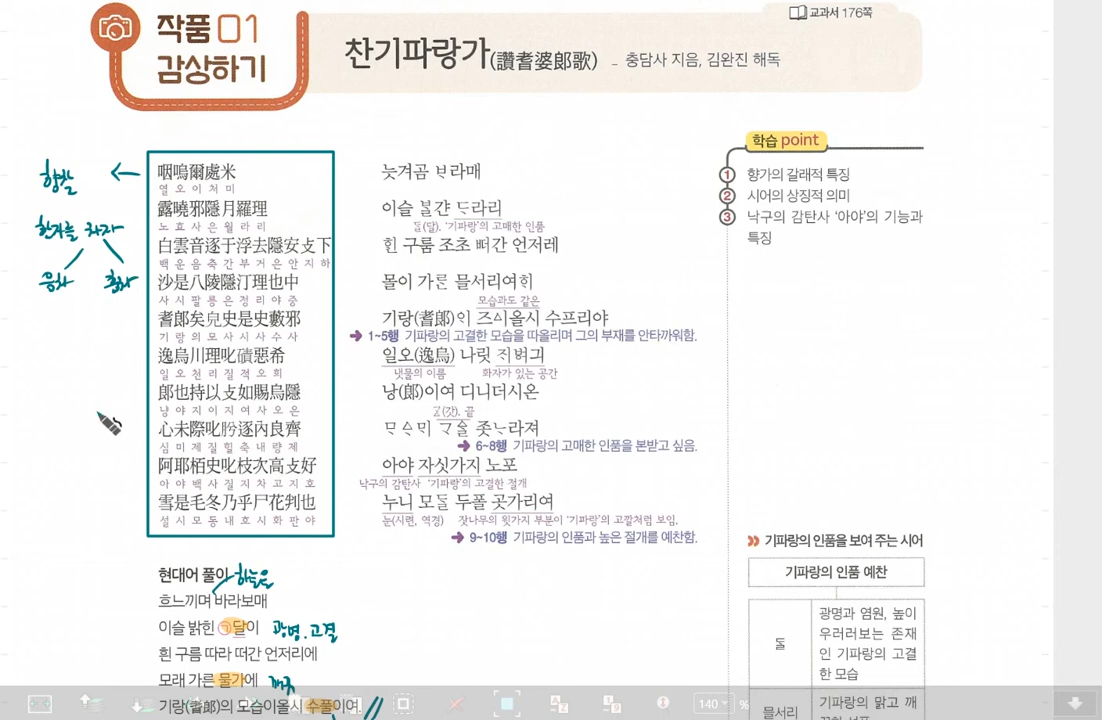 작품 01
감상하기
찬기파랑가(讚耆婆郞歌) - 충담사 지음, 김완진 해독
교과서 176쪽
향찰
한자를 차자
음차 훈차
咽嗚爾處米
열오이처미
露曉邪隱月羅理
노효사은월라리
白雲音逐于浮去隱安攴下
백운음축간부거은안지하
沙是八陵隱汀理也中
사시팔릉은정리야중
耆郞矣皃史是史藪邪
기랑의모사시사수사
逸烏川理叱磧惡希
일오천리질적오희
郞也持以攴如賜烏隱
냥야지이지여사오은
心未際叱肹逐內良齊
심미제질힐축내량제
阿耶栢史叱枝次高攴好
아야백사질지차고지호
雪是毛冬乃乎尸花判也
설시모동내호시화판야
늣겨곰 ᄇᆞ라매
이슬 ᄇᆞᆯ갼 ᄃᆞ라리
ᄃᆞᆯ(달). ‘기파랑’의 고매한 인품
힌 구룸 조초 ᄠᅥ간 언저레
몰이 가ᄅᆞᆫ 믈서리여ᄒᆡ
모습과도 같은
기랑(耆郞)ᄋᆡ 즈ᅀᅵ올시 수프리야
1~5행 기파랑의 고결한 모습을 떠올리며 그의 부재를 안타까워함.
일오(逸烏) 나릿 ᄌᆡᄫᅧ긔
냇물의 이름 화자가 있는 공간
낭(郞)이여 디니더시온
ᄀᆞᆺ(갓). 끝
ᄆᆞᅀᆞᄆᆡ ᄀᆞᅀᆞᆯ 좃ᄂᆞ라져
6~8행 기파랑의 고매한 인품을 본받고 싶음.
아야 자싯가지 노포
낙구의 감탄사 ‘기파랑’의 고결한 절개
누니 모ᄃᆞᆯ 두폴 곳가리여
눈(시련, 역경) 잣나무의 윗가지 부분이 ‘기파랑’의 고깔처럼 보임.
9~10행 기파랑의 인품과 높은 절개를 예찬함.
현대어 풀이
하늘을
흐느끼며 바라보매
이슬 밝힌 ㉠달이
광명. 고결
흰 구름 따라 떠간 언저리에
모래 가른 물가에
깨끗
기랑(耆郞)의 모습이올시 수풀이여.
학습 point
1 향가의 갈래적 특징
2 시어의 상징적 의미
3 낙구의 감탄사 ‘아야’의 기능과
특징
기파랑의 인품을 보여 주는 시어
기파랑의 인품 예찬
ᄃᆞᆯ
광명과 염원, 높이
우러러보는 존재
인 기파랑의 고결
한 모습
믈서리
기파랑의 맑고 깨
140 %